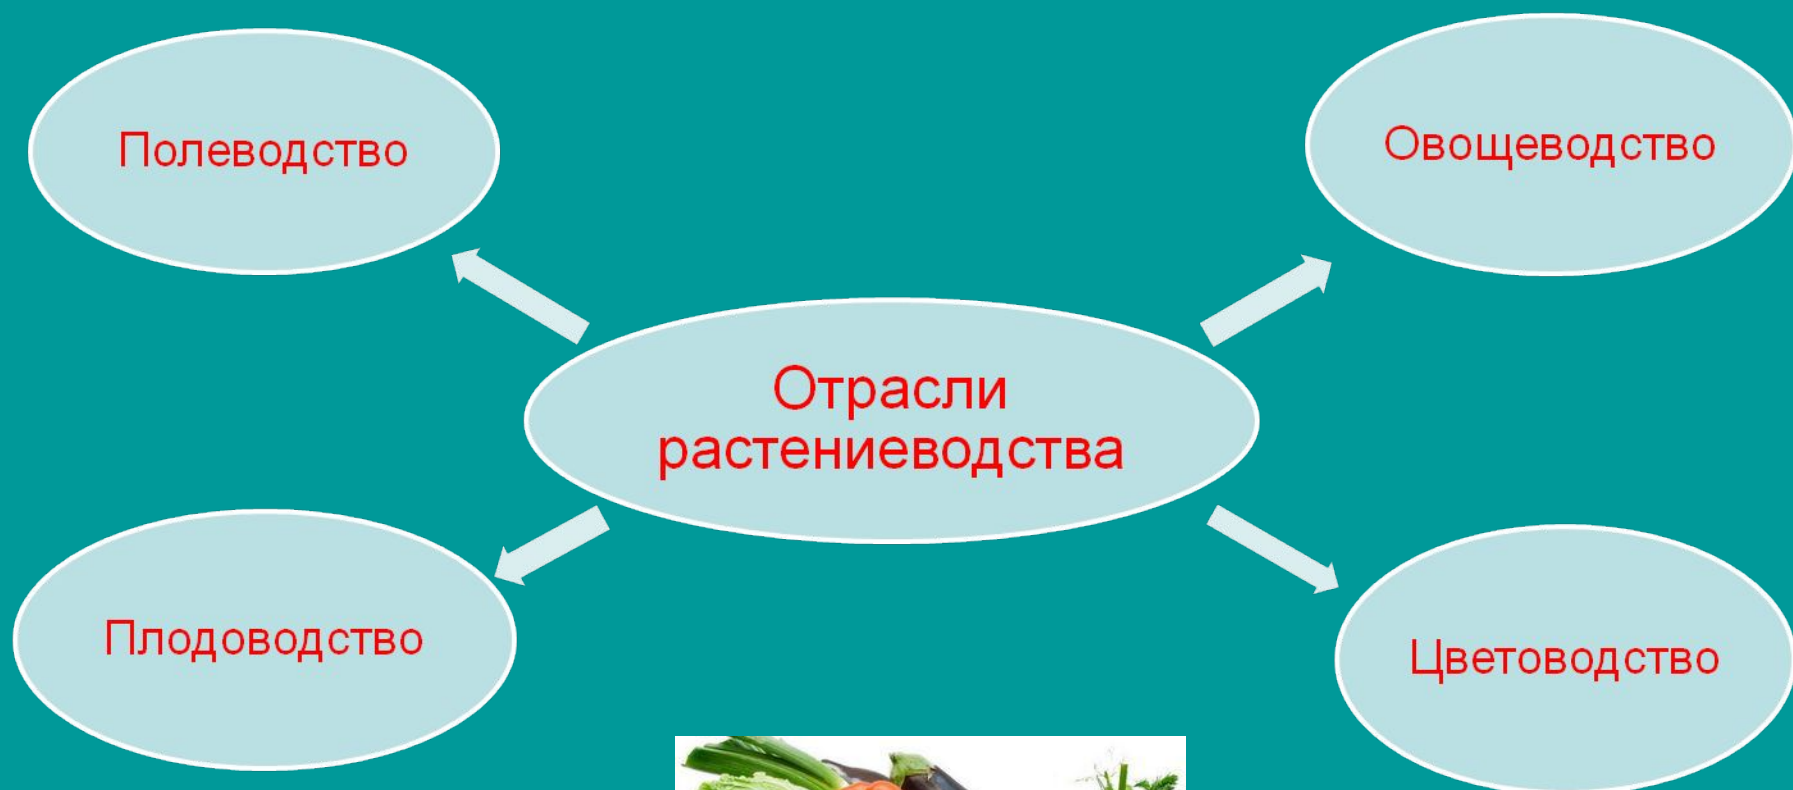 Полеводство
Овощеводство
Отрасли
растениеводства
Плодоводство
Цветоводство